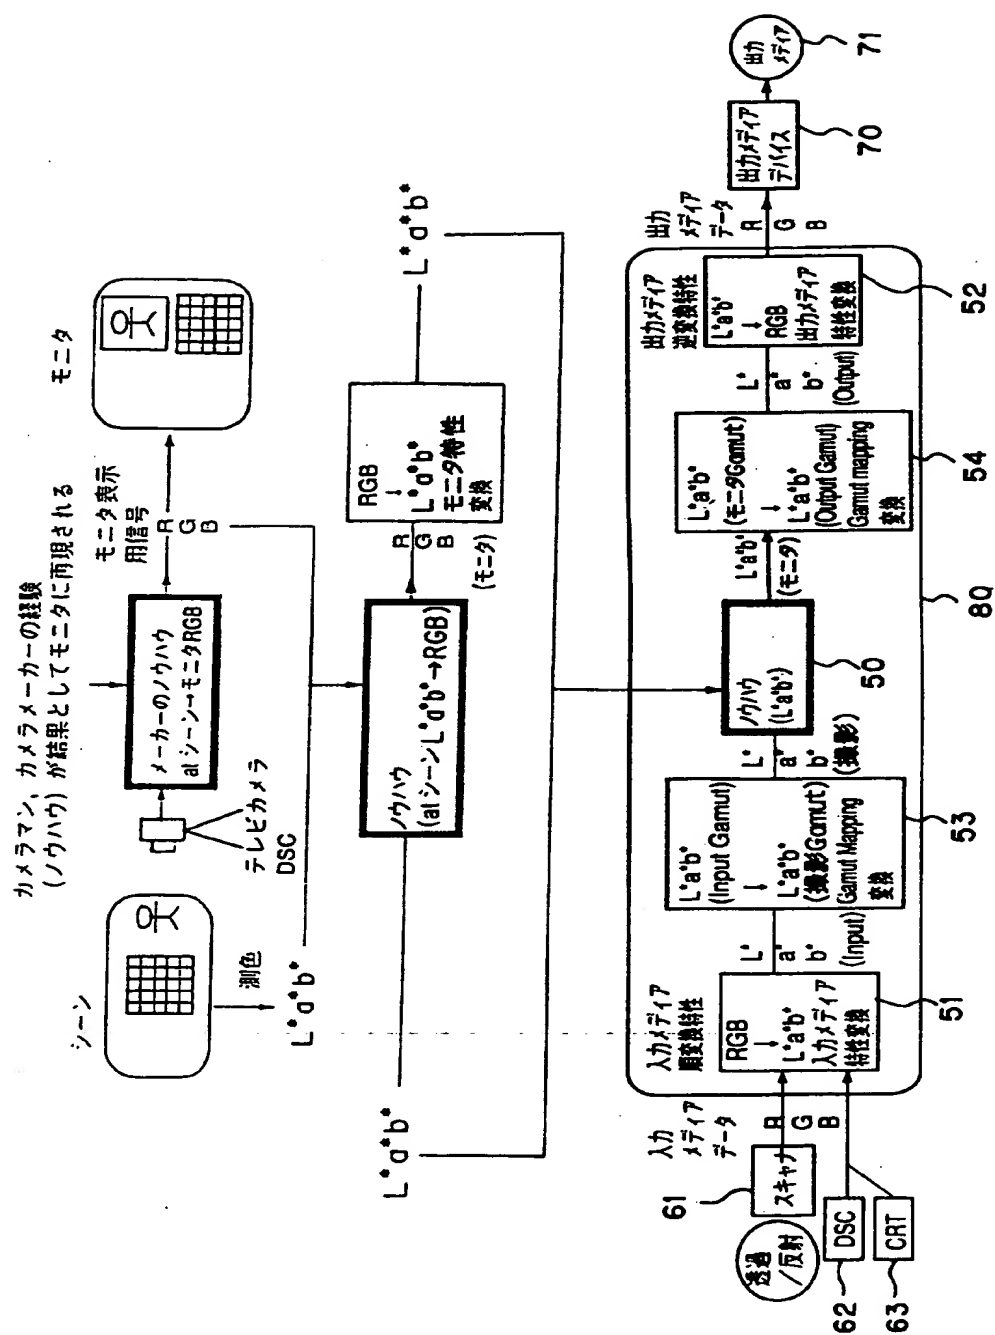 カメラマン, カメラメーカーの経験
(ノウハウ) が結果としてモニタに再現される
シーン
測色
L*a*b*
テレビカメラ
DSC
メーカーのノウハウ
at シーン→モニタRGB
モニタ表示
用信号
R
G
B
モニタ
L*a*b*
ノウハウ
(at シーンL*a*b*→RGB)
R
G
B
(モニタ)
RGB
↓
L*a*b*
モニタ特性
変換
L*a*b*
透過
/反射
61
スキャナ
62
DSC
63
CRT
入力
メディア
データ
R
G
B
入力メディア
順変換特性
RGB
↓
L*a*b*
入力メディア
特性変換
51
L*
a*
b*
(Input)
L*a*b*
(Input Gamut)
↓
L*a*b*
(撮影Gamut)
Gamut Mapping
変換
53
L*
a*
b*
(撮影)
ノウハウ
(L*a*b*)
50
L*a*b*
(モニタ)
L*a*b*
(モニタGamut)
↓
L*a*b*
(Output Gamut)
Gamut mapping
変換
54
L*
a*
b*
(Output)
出力メディア
逆変換特性
L*a*b*
↓
RGB
出力メディア
特性変換
52
80
出力
メディア
データ
R
G
B
出力メディア
デバイス
70
出力
メディア
71